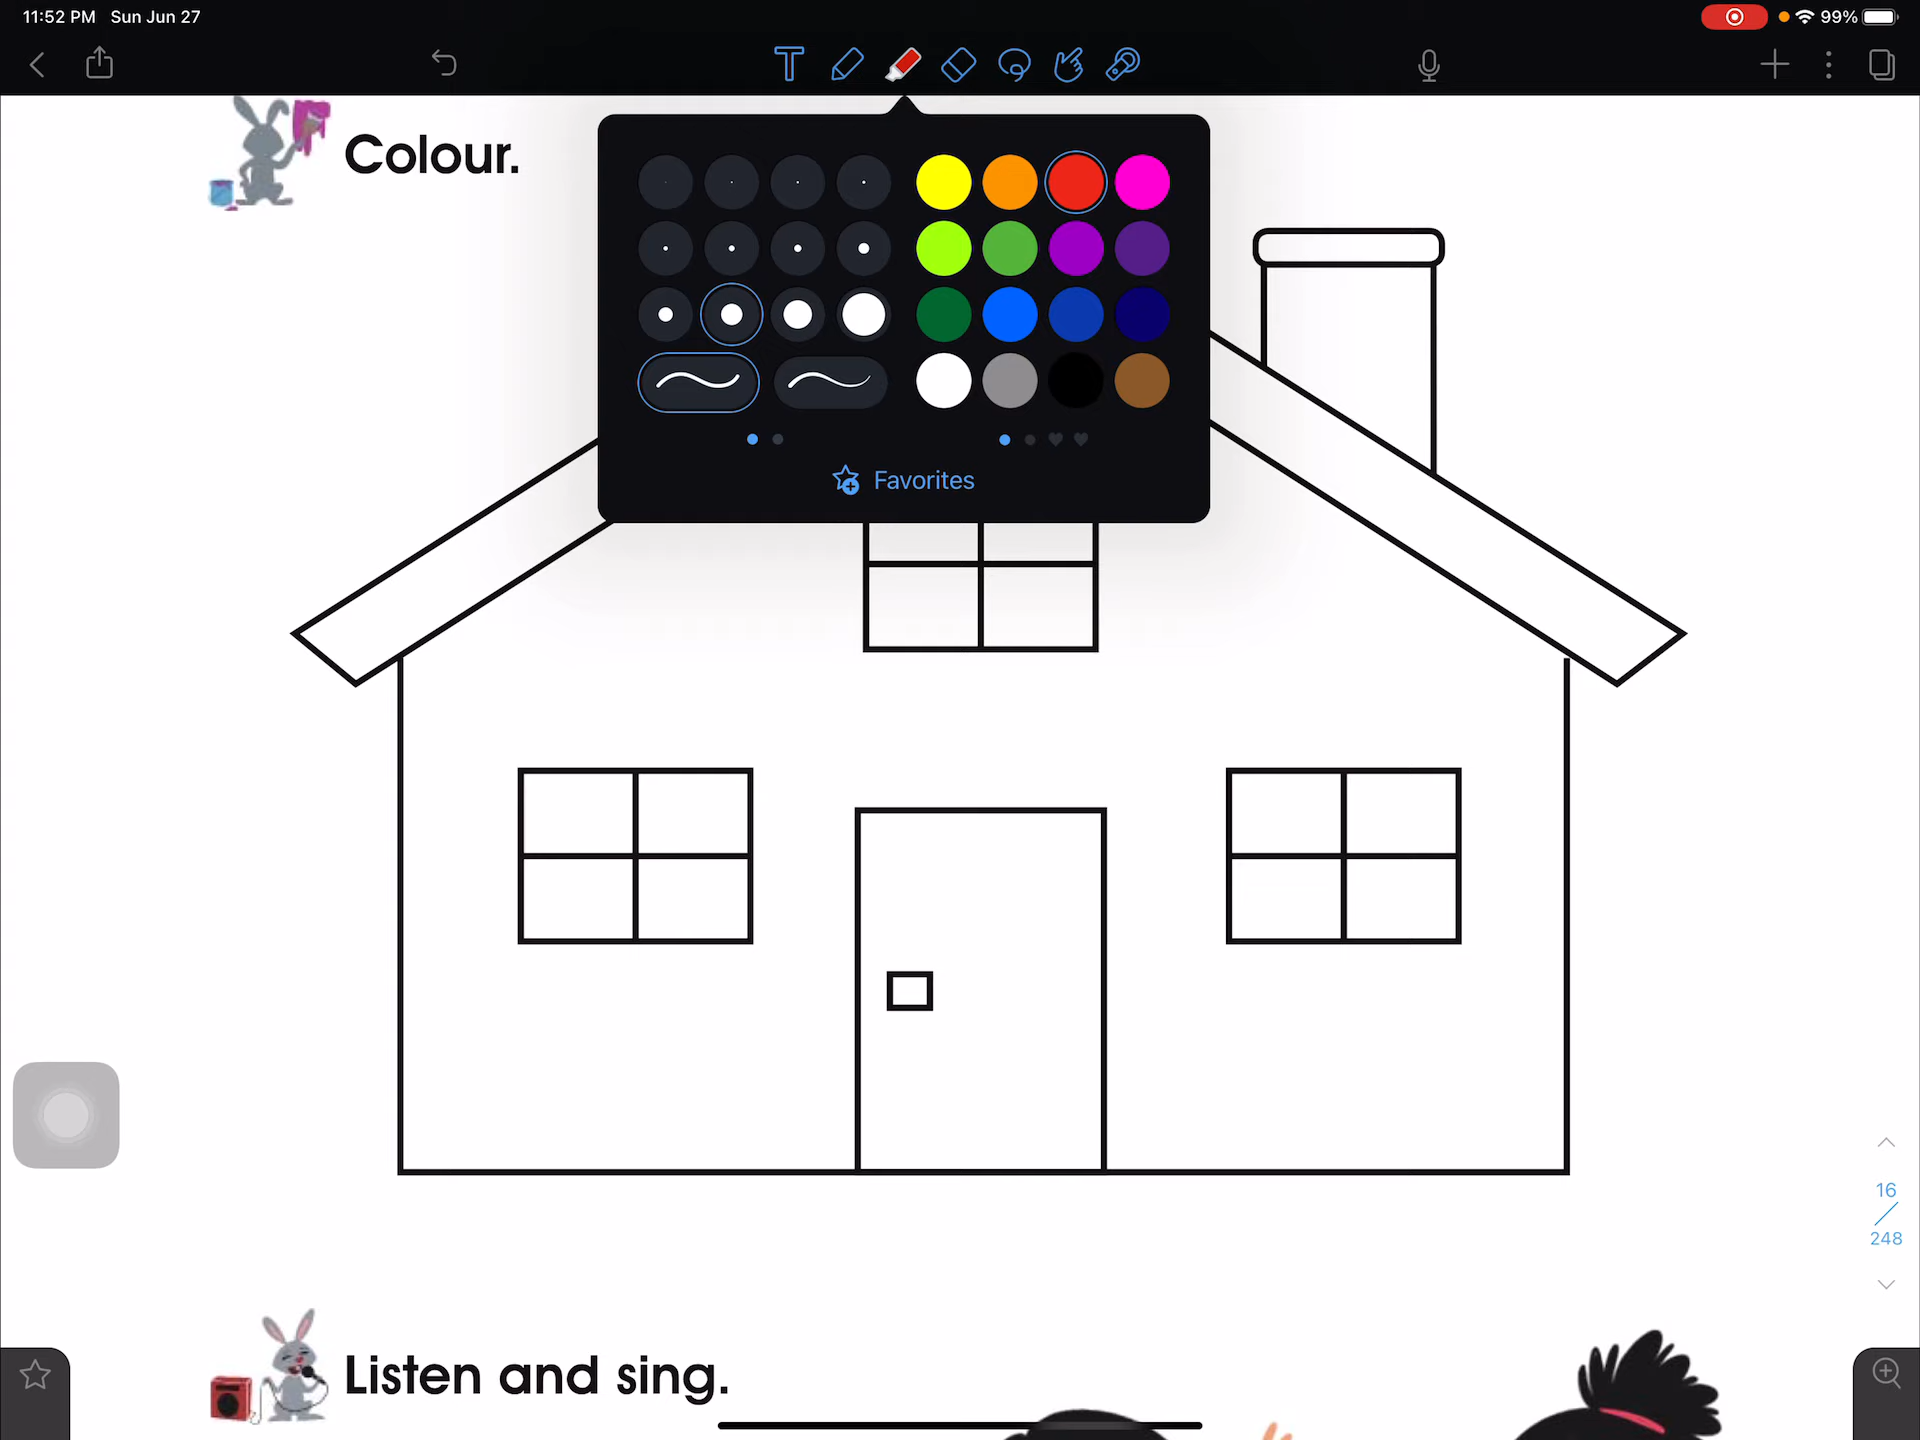 11:52 PM Sun Jun 27
99%
T
Colour.
Favorites
16
248
Listen and sing.